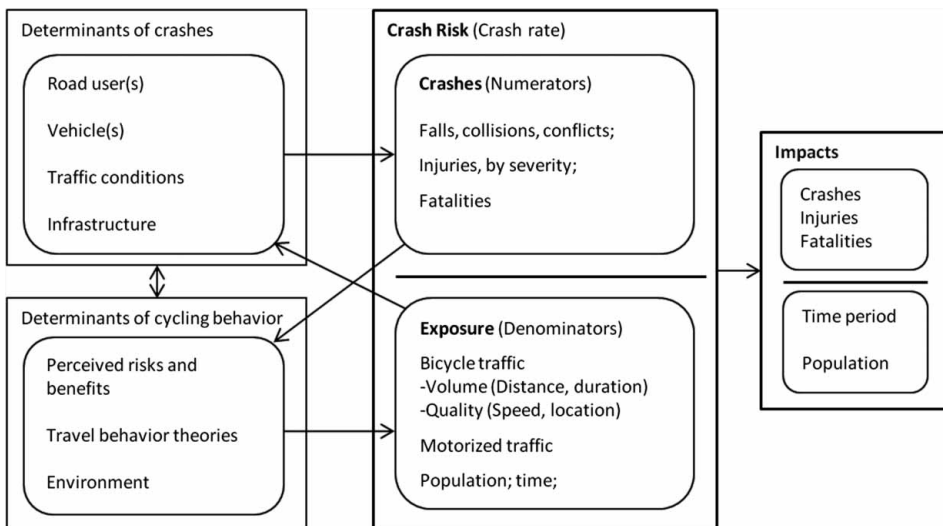 Determinants of crashes
Road user(s)
Vehicle(s)
Traffic conditions
Infrastructure
Determinants of cycling behavior
Perceived risks and
benefits
Travel behavior theories
Environment
Crash Risk (Crash rate)
Crashes (Numerators)
Falls, collisions, conflicts;
Injuries, by severity;
Fatalities
Exposure (Denominators)
Bicycle traffic
-Volume (Distance, duration)
-Quality (Speed, location)
Motorized traffic
Population; time;
Impacts
Crashes
Injuries
Fatalities
Time period
Population